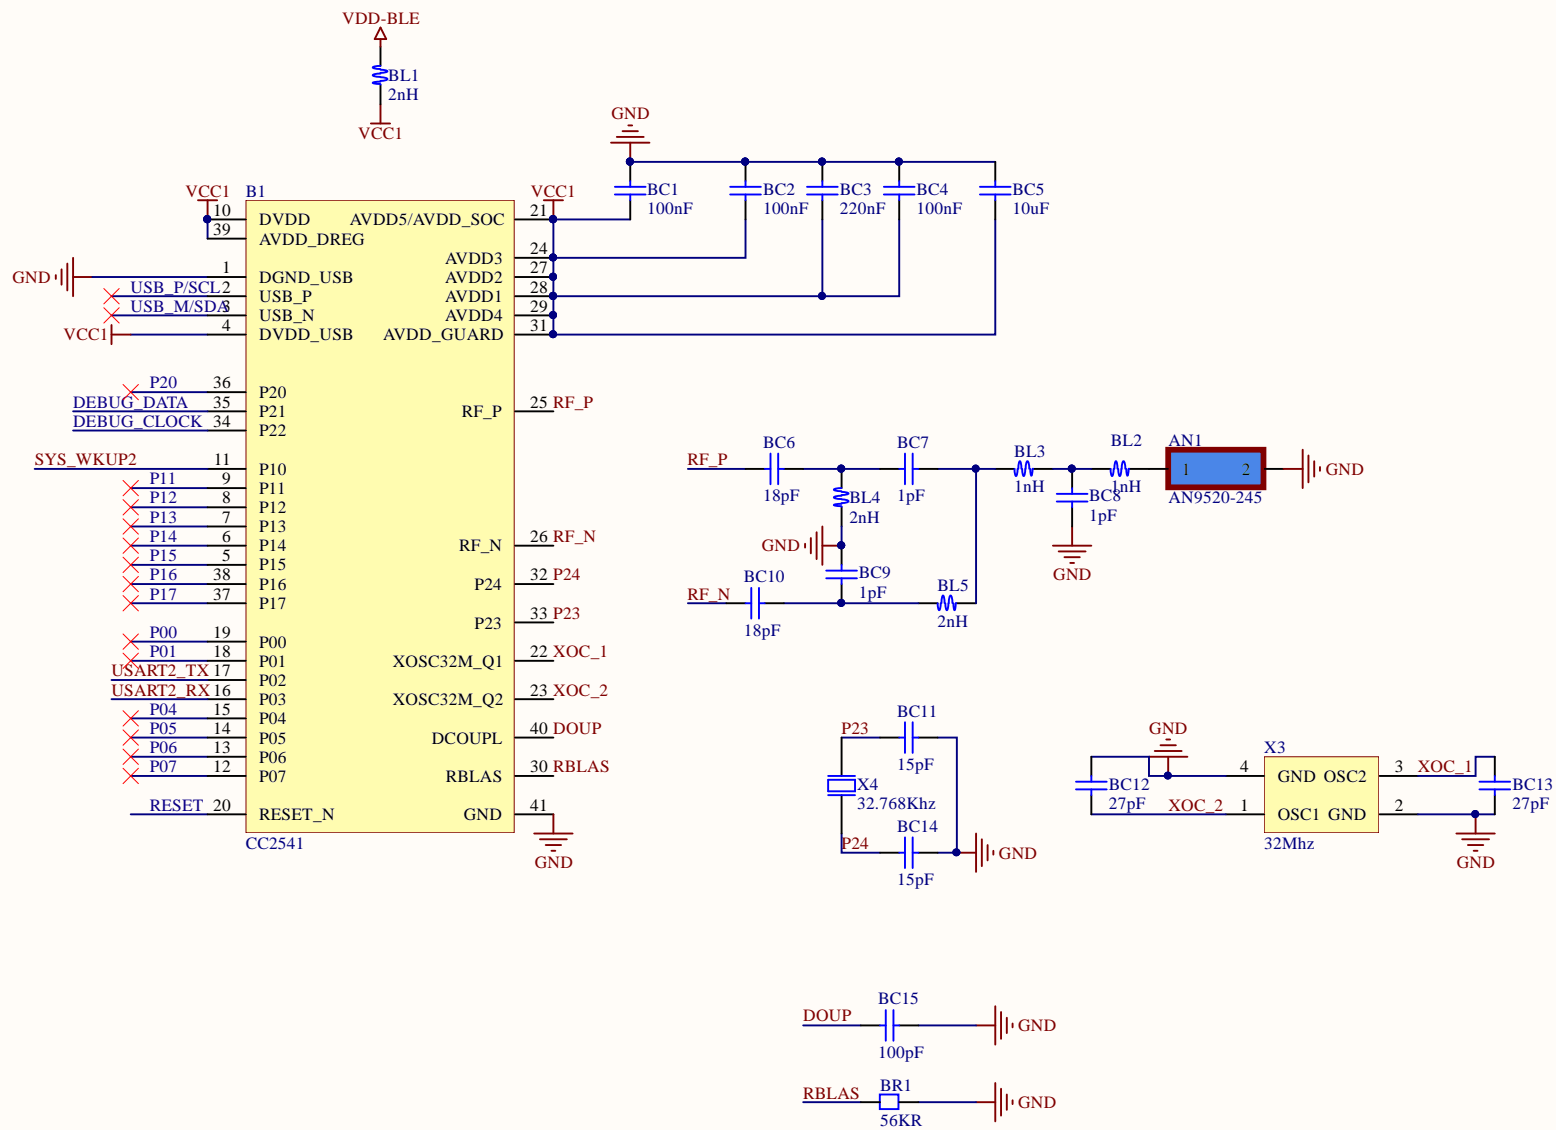 VDD-BLE
BL1
2nH
VCC1
GND
BC1
100nF
BC2
100nF
BC3
220nF
BC4
100nF
BC5
10uF
VCC1
B1
VCC1
10 DVDD AVDD5/AVDD_SOC 21
39 AVDD_DREG
AVDD3 24
GND 1 DGND_USB AVDD2 27
USB_P/SCL 2 USB_P AVDD1 28
USB_M/SDA 3 USB_N AVDD4 29
VCC1 4 DVDD_USB AVDD_GUARD 31
P20 36 P20
DEBUG_DATA 35 P21 RF_P 25 RF_P
DEBUG_CLOCK 34 P22
SYS_WKUP2 11 P10
P11 9 P11
P12 8 P12
P13 7 P13
P14 6 P14 RF_N 26 RF_N
P15 5 P15
P16 38 P16 P24 32 P24
P17 37 P17
P23 33 P23
P00 19 P00
P01 18 P01 XOSC32M_Q1 22 XOC_1
USART2_TX 17 P02
USART2_RX 16 P03 XOSC32M_Q2 23 XOC_2
P04 15 P04
P05 14 P05 DCOUPL 40 DOUP
P06 13 P06
P07 12 P07 RBLAS 30 RBLAS
RESET 20 RESET_N GND 41
CC2541
GND
RF_P
BC6
18pF
BC7
1pF
BL4
2nH
GND
BC9
1pF
RF_N
BC10
18pF
BL5
2nH
BL3
1nH
BC8
1pF
GND
BL2
1nH
AN1
1 2
AN9520-245
GND
P23
BC11
15pF
X4
32.768Khz
P24
BC14
15pF
GND
GND
BC12
27pF
XOC_2
X3
4 GND OSC2 3
1 OSC1 GND 2
32Mhz
XOC_1
BC13
27pF
GND
DOUP
BC15
100pF
GND
RBLAS
BR1
56KR
GND